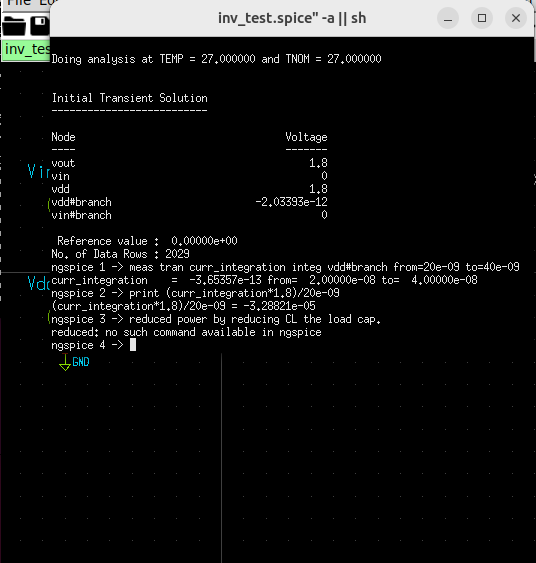 File Edit
inv_test.spice" -a || sh
inv_tes
Doing analysis at TEMP = 27.000000 and TNOM = 27.000000
Initial Transient Solution
--------------------------
Node Voltage
---- -------
vout 1.8
vin 0
vdd 1.8
vdd#branch -2.03393e-12
vin#branch 0
Reference value : 0.00000e+00
No. of Data Rows : 2029
ngspice 1 -> meas tran curr_integration integ vdd#branch from=20e-09 to=40e-09
curr_integration = -3.65357e-13 from= 2.00000e-08 to= 4.00000e-08
ngspice 2 -> print (curr_integration*1.8)/20e-09
(curr_integration*1.8)/20e-09 = -3.28821e-05
ngspice 3 -> reduced power by reducing CL the load cap.
reduced: no such command available in ngspice
ngspice 4 ->
Vin
Vdd
GND